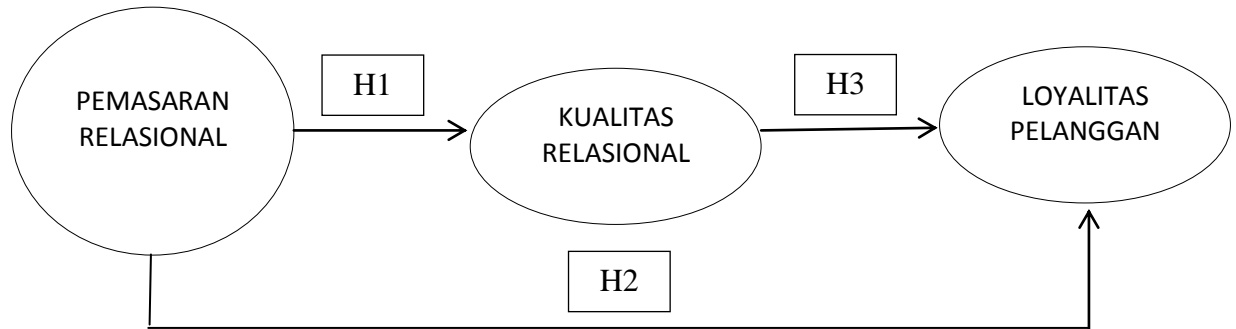 PEMASARAN
RELASIONAL
H1
KUALITAS
RELASIONAL
H3
LOYALITAS
PELANGGAN
H2